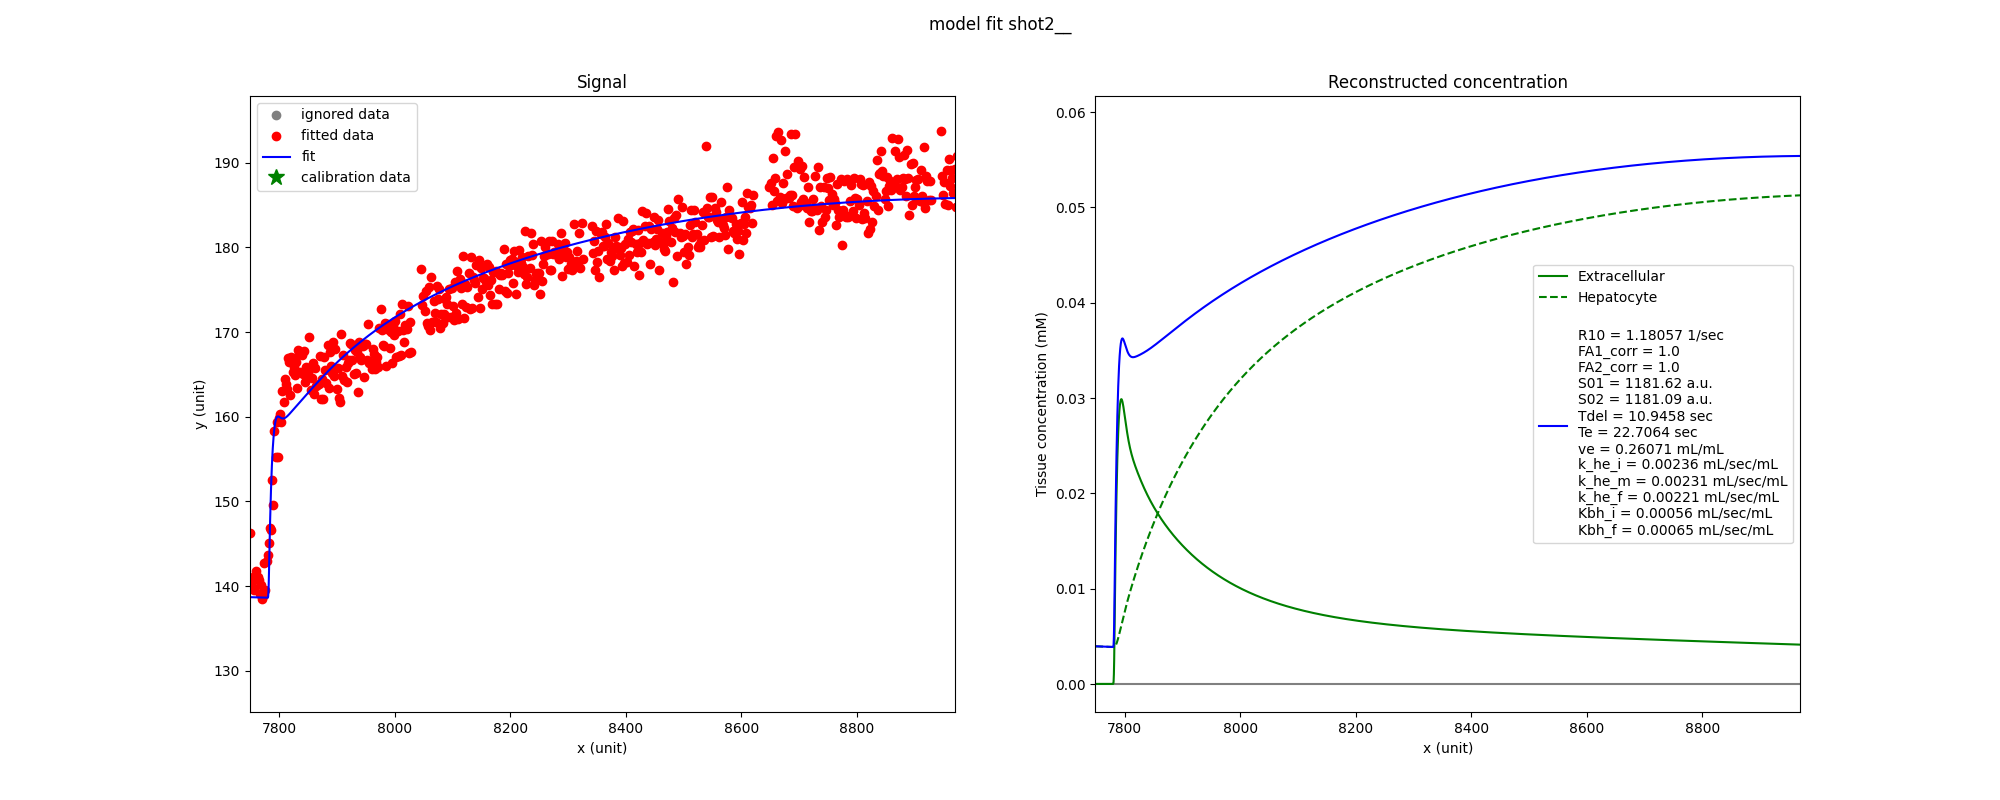 model fit shot2__
Signal
ignored data
fitted data
fit
calibration data
190
180
170
160
150
140
130
y (unit)
7800 8000 8200 8400 8600 8800
x (unit)
Reconstructed concentration
0.06
0.05
0.04
0.03
0.02
0.01
0.00
Tissue concentration (mM)
Extracellular
Hepatocyte
R10 = 1.18057 1/sec
FA1_corr = 1.0
FA2_corr = 1.0
S01 = 1181.62 a.u.
S02 = 1181.09 a.u.
Tdel = 10.9458 sec
Te = 22.7064 sec
ve = 0.26071 mL/mL
k_he_i = 0.00236 mL/sec/mL
k_he_m = 0.00231 mL/sec/mL
k_he_f = 0.00221 mL/sec/mL
Kbh_i = 0.00056 mL/sec/mL
Kbh_f = 0.00065 mL/sec/mL
7800 8000 8200 8400 8600 8800
x (unit)